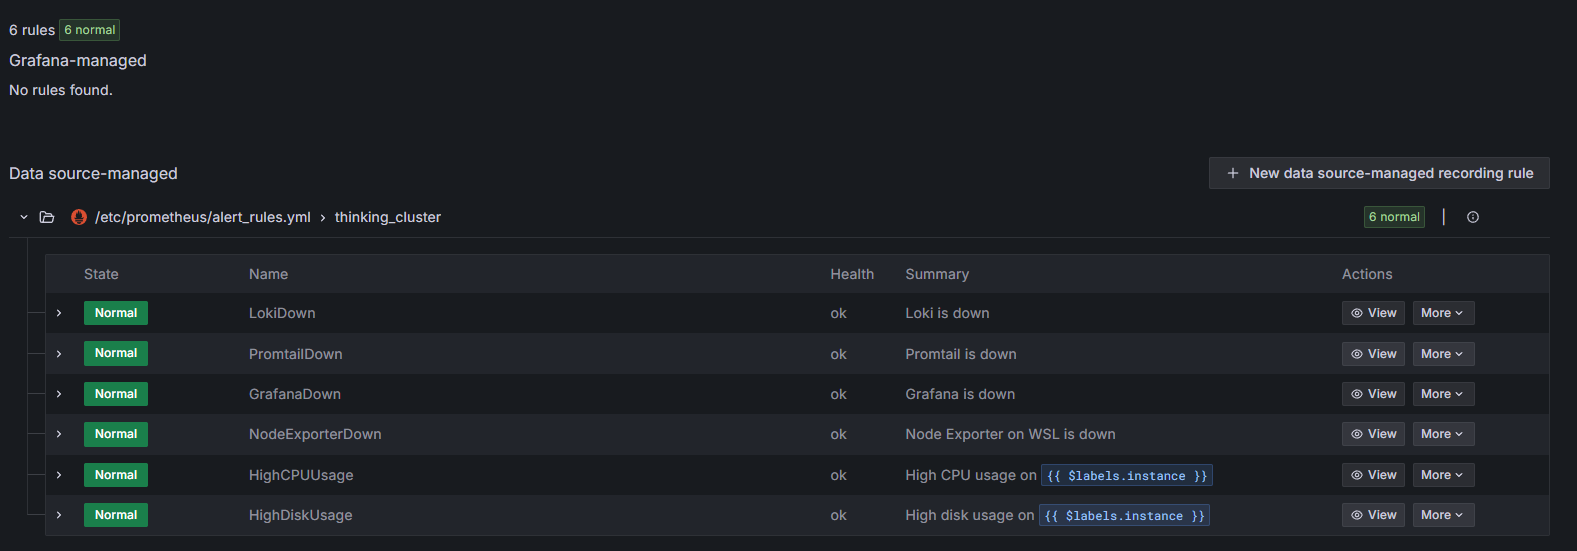 6 rules 6 normal
Grafana-managed
No rules found.
Data source-managed + New data source-managed recording rule
/etc/prometheus/alert_rules.yml › thinking_cluster 6 normal
State Name Health Summary Actions
Normal LokiDown ok Loki is down View More
Normal PromtailDown ok Promtail is down View More
Normal GrafanaDown ok Grafana is down View More
Normal NodeExporterDown ok Node Exporter on WSL is down View More
Normal HighCPUUsage ok High CPU usage on {{ $labels.instance }} View More
Normal HighDiskUsage ok High disk usage on {{ $labels.instance }} View More